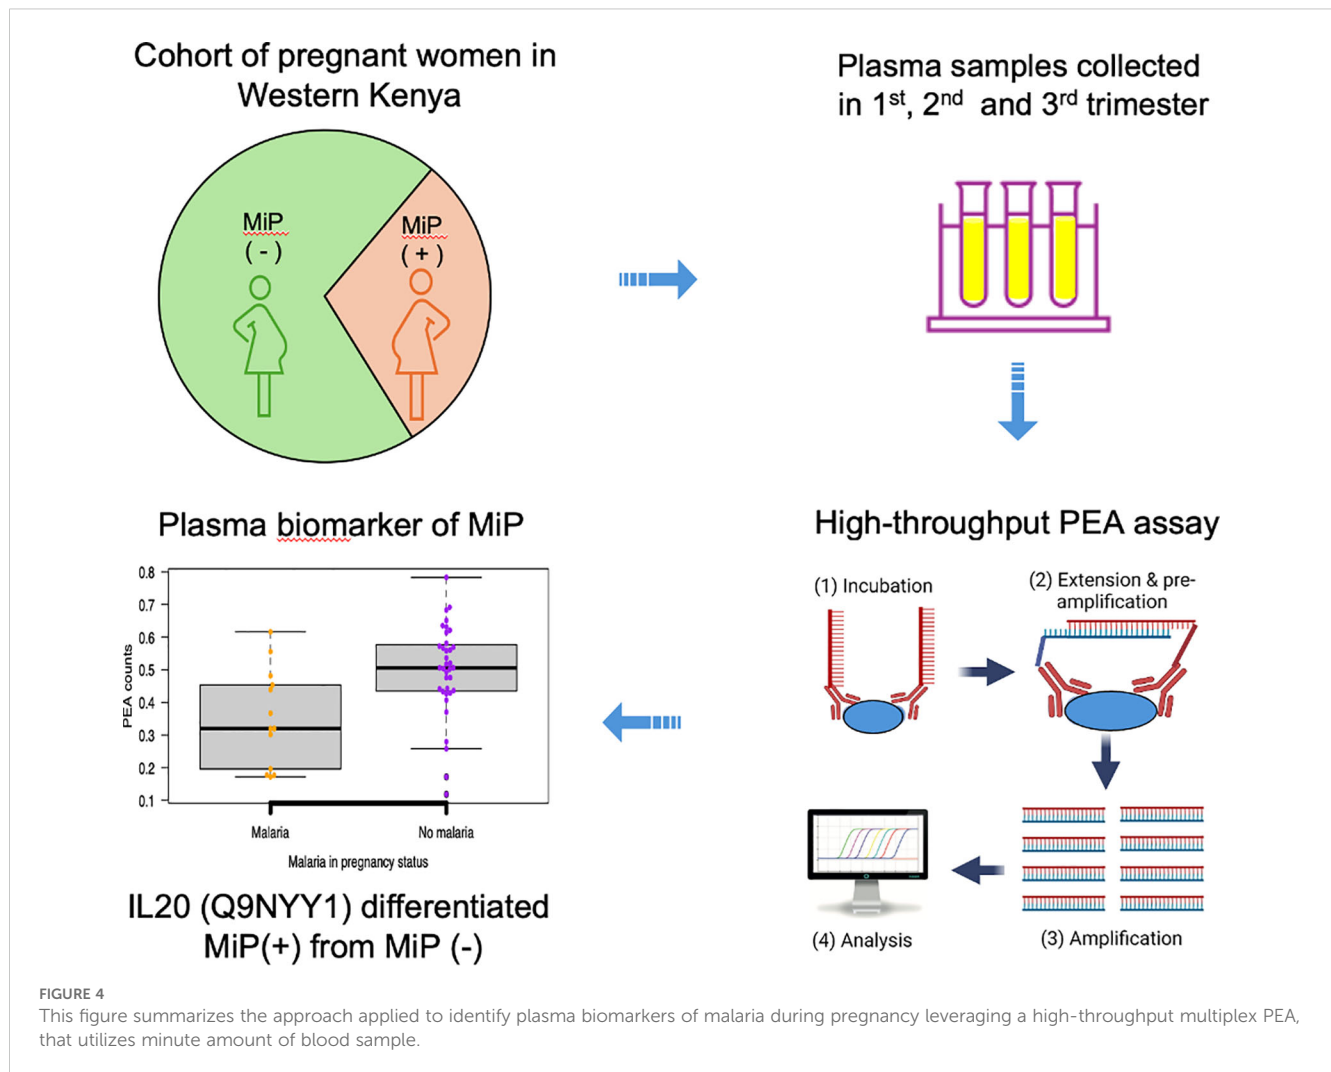 Cohort of pregnant women in
Western Kenya
MiP
( - )
MiP
( + )
Plasma samples collected
in 1st, 2nd and 3rd trimester
High-throughput PEA assay
(1) Incubation
(2) Extension & pre-
amplification
(3) Amplification
(4) Analysis
Plasma biomarker of MiP
PEA counts
0.8
0.7
0.6
0.5
0.4
0.3
0.2
0.1
Malaria
No malaria
Malaria in pregnancy status
IL20 (Q9NYY1) differentiated
MiP(+) from MiP (-)
FIGURE 4
This figure summarizes the approach applied to identify plasma biomarkers of malaria during pregnancy leveraging a high-throughput multiplex PEA,
that utilizes minute amount of blood sample.